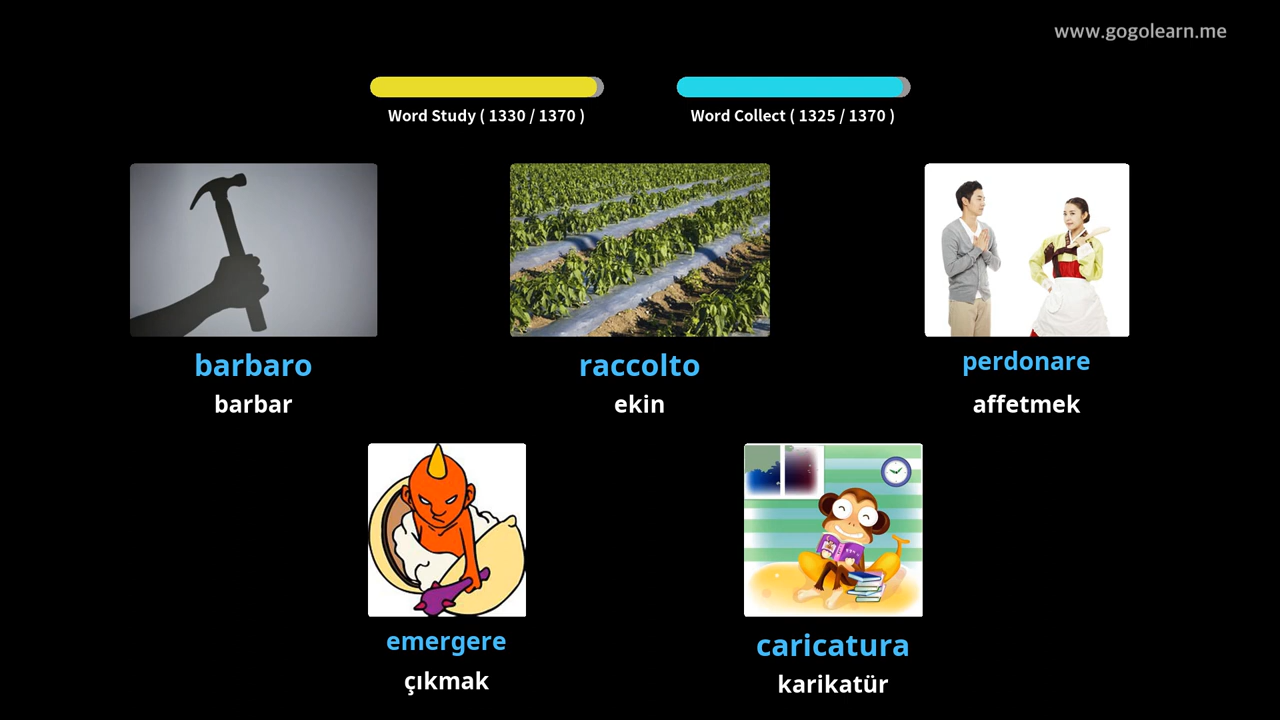 www.gogolearn.me
Word Study ( 1330 / 1370 )
Word Collect ( 1325 / 1370 )
barbaro
barbar
raccolto
ekin
perdonare
affetmek
emergere
çıkmak
caricatura
karikatür